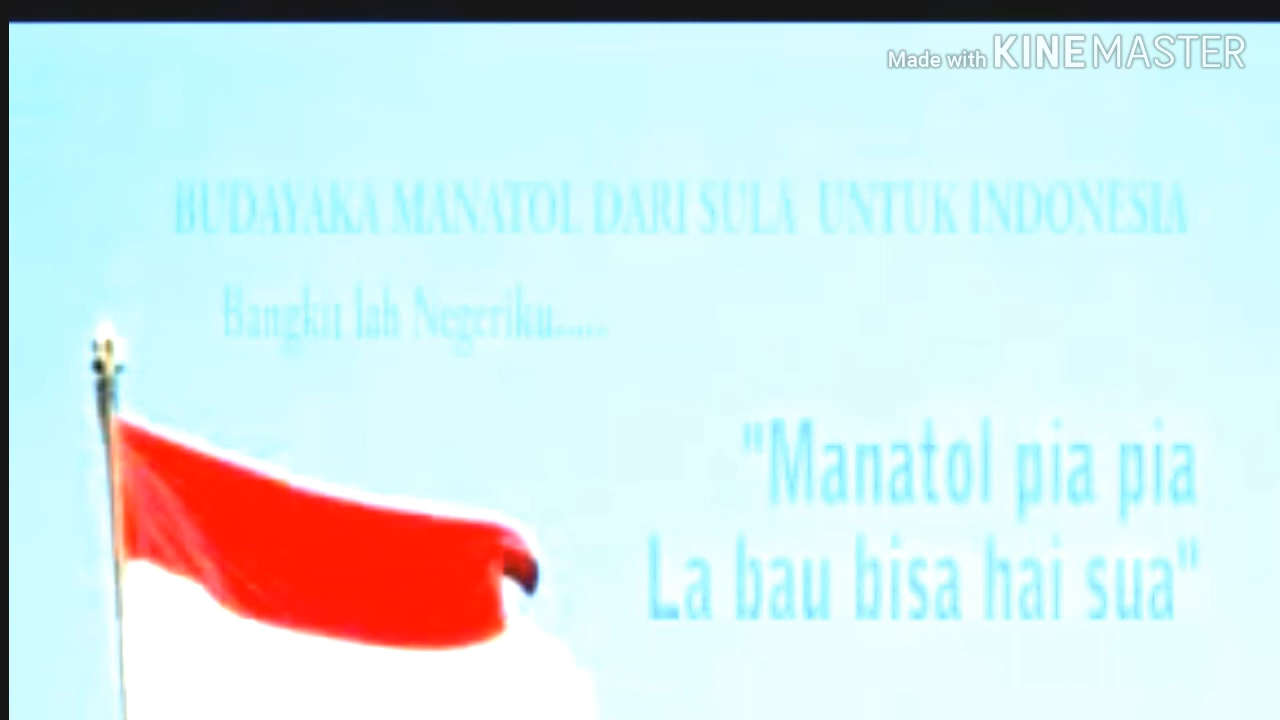 Made with KINEMASTER
BUDAYAKA MANATOL DARI SULA UNTUK INDONESIA
Bangkit lah Negeriku.....
"Manatol pia pia
La bau bisa hai sua"